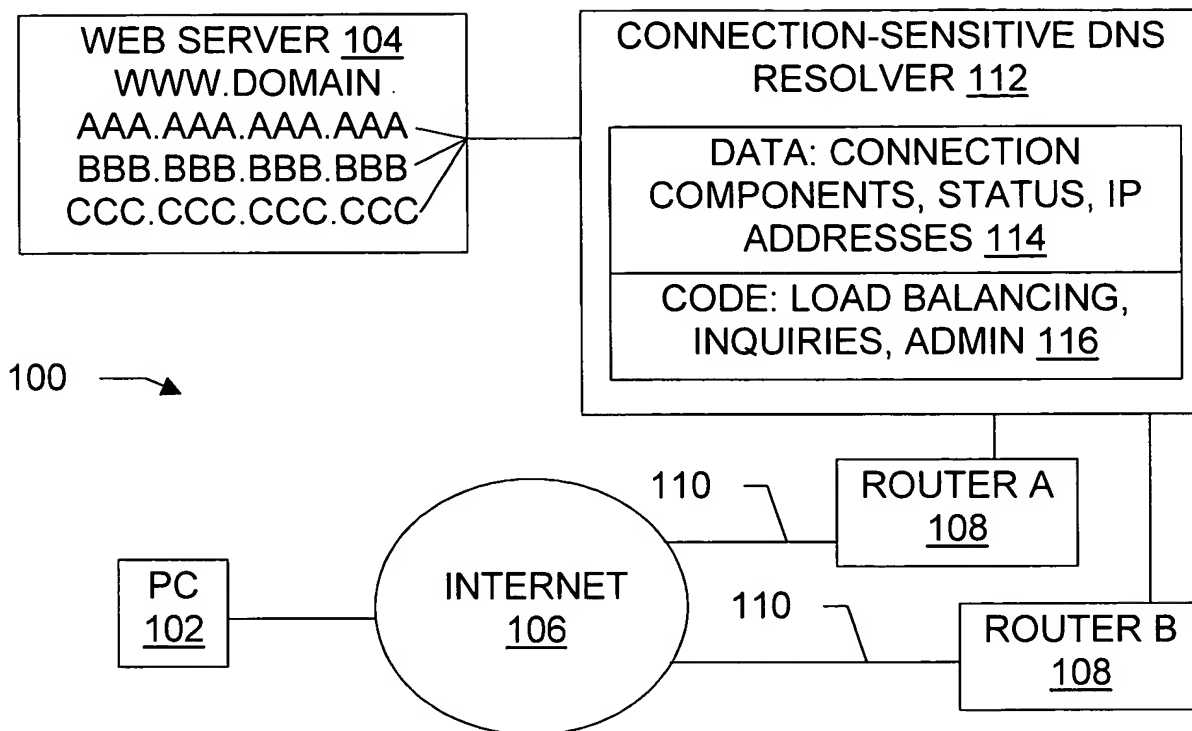 WEB SERVER 104
WWW.DOMAIN
AAA.AAA.AAA.AAA
BBB.BBB.BBB.BBB
CCC.CCC.CCC.CCC
CONNECTION-SENSITIVE DNS
RESOLVER 112
DATA: CONNECTION
COMPONENTS, STATUS, IP
ADDRESSES 114
CODE: LOAD BALANCING,
INQUIRIES, ADMIN 116
100
110
ROUTER A
108
PC
102
INTERNET
106
110
ROUTER B
108